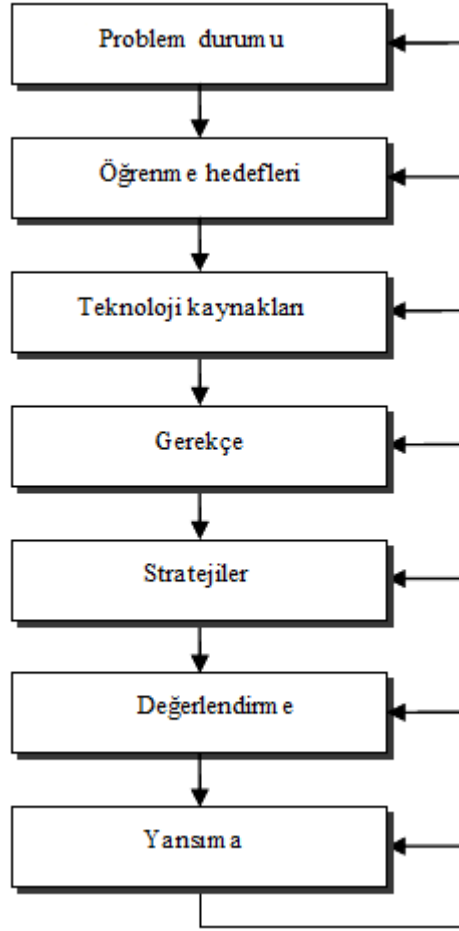 Problem durumu
Öğrenme hedefleri
Teknoloji kaynakları
Gerekçe
Stratejiler
Değerlendirme
Yansıma